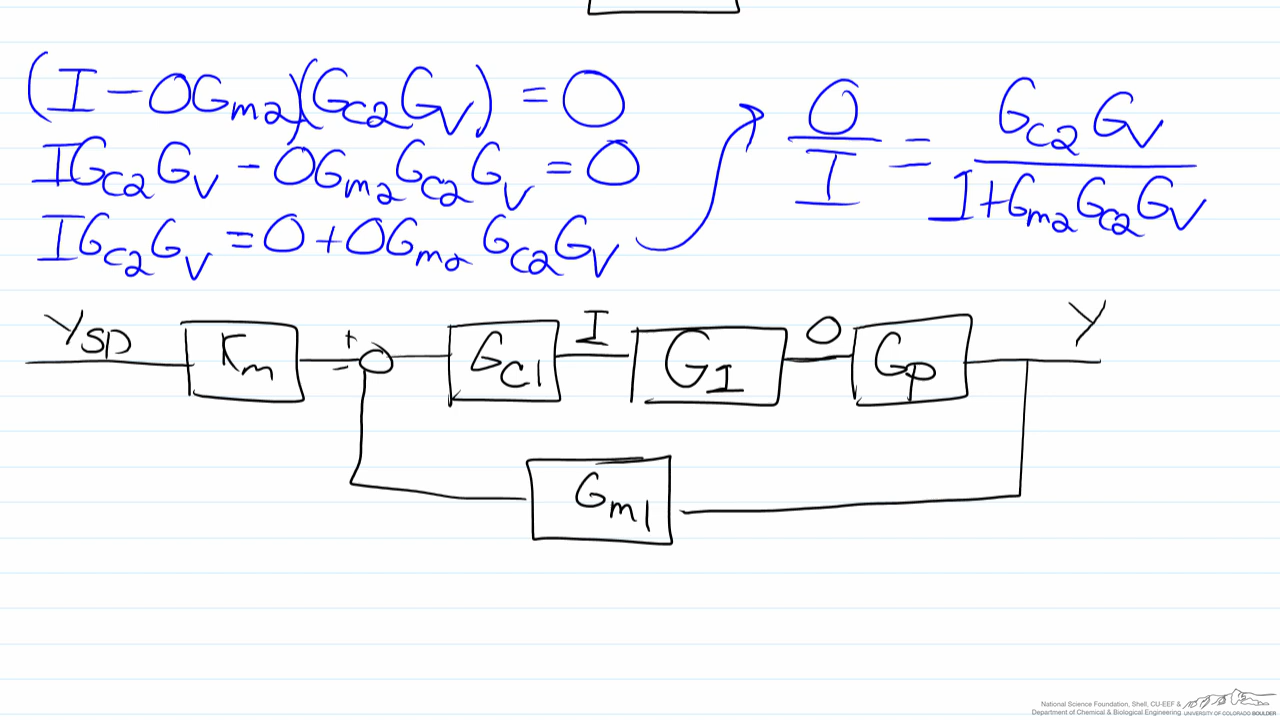 (I - OGm2)(Gc2Gv) = O
IGc2Gv - OGm2Gc2Gv = O
IGc2Gv = O + OGm2Gc2Gv
O/I = Gc2Gv / I+Gm2Gc2Gv
Ysp
Km
+
-
Gc1
I
GI
O
Gp
Y
Gm1
National Science Foundation, Shell, CU-EEF &
Department of Chemical & Biological Engineering UNIVERSITY OF COLORADO BOULDER